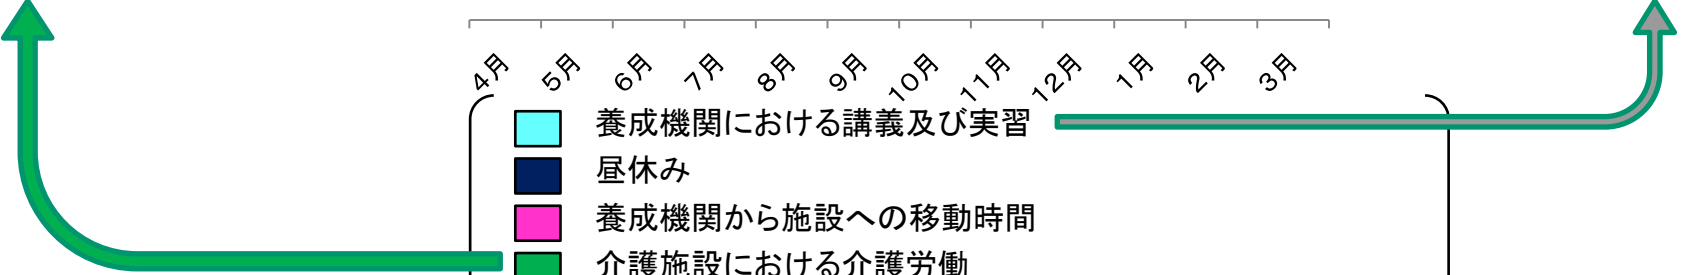 4月 5月 6月 7月 8月 9月 10月 11月 12月 1月 2月 3月
養成機関における講義及び実習
昼休み
養成機関から施設への移動時間
介護施設における介護労働